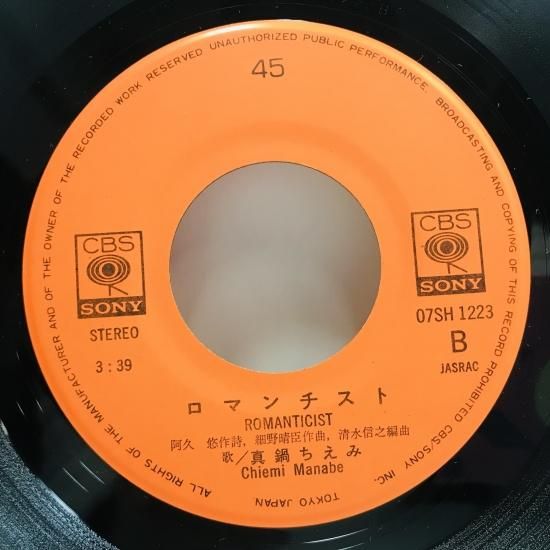 ALL RIGHTS OF THE MANUFACTURER AND OF THE OWNER OF THE RECORDED WORK RESERVED UNAUTHORIZED PUBLIC PERFORMANCE. BROADCASTING AND COPYING OF THIS RECORD PROHIBITED CBS/SONY INC.
TOKYO JAPAN
45
CBS
SONY
STEREO
3:39
CBS
SONY
07SH 1223
B
JASRAC
ロマンチスト
ROMANTICIST
阿久 悠作詩, 細野晴臣作曲, 清水信之編曲
歌/真鍋ちえみ
Chiemi Manabe